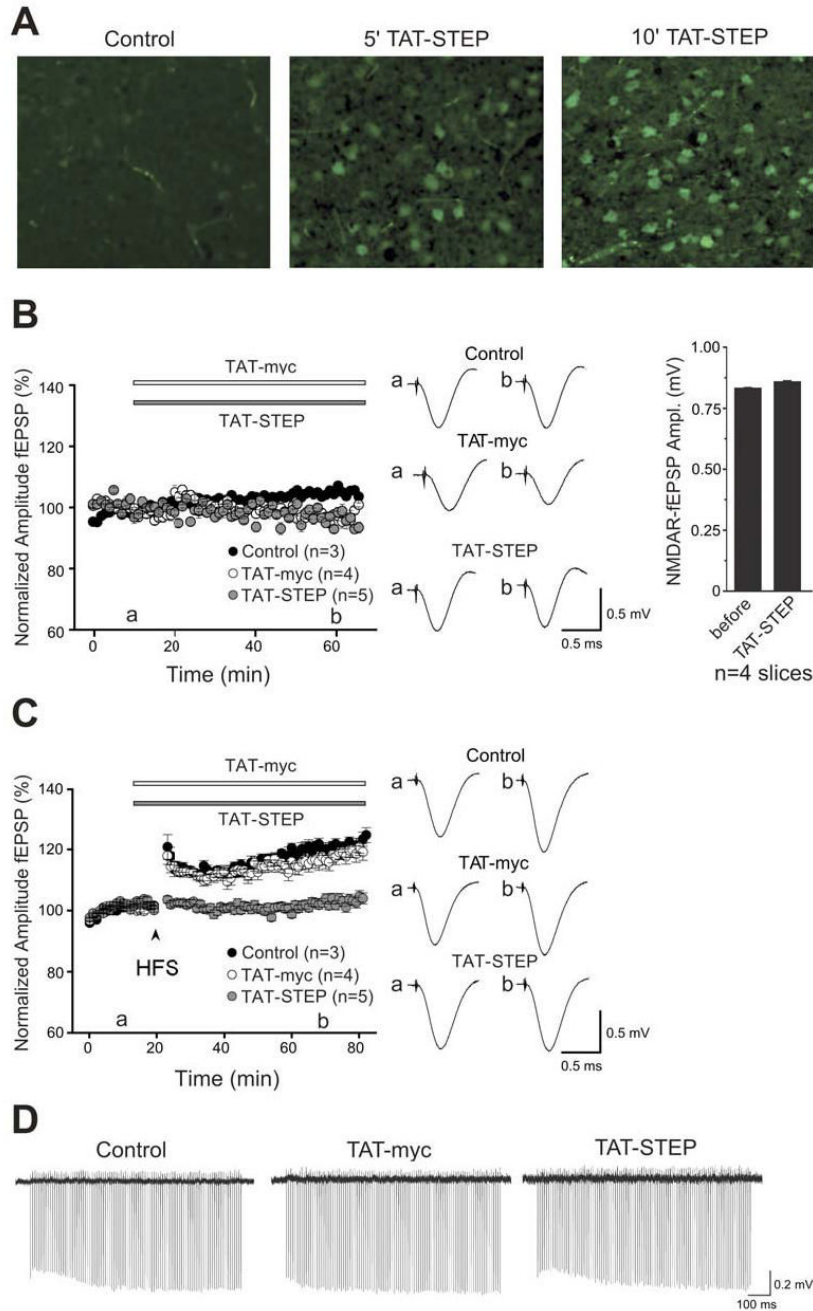 A
Control
5' TAT-STEP
10' TAT-STEP
B
Normalized Amplitude fEPSP (%)
140
120
100
80
60
TAT-myc
TAT-STEP
Control (n=3)
TAT-myc (n=4)
TAT-STEP (n=5)
a
b
0
20
40
60
Time (min)
Control
a
b
TAT-myc
a
b
TAT-STEP
a
b
0.5 mV
0.5 ms
NMDAR-fEPSP Ampl. (mV)
1.00
0.75
0.50
0.25
0
before
TAT-STEP
n=4 slices
C
Normalized Amplitude fEPSP (%)
140
120
100
80
60
TAT-myc
TAT-STEP
HFS
Control (n=3)
TAT-myc (n=4)
TAT-STEP (n=5)
a
b
0
20
40
60
80
Time (min)
Control
a
b
TAT-myc
a
b
TAT-STEP
a
b
0.5 mV
0.5 ms
D
Control
TAT-myc
TAT-STEP
0.2 mV
100 ms